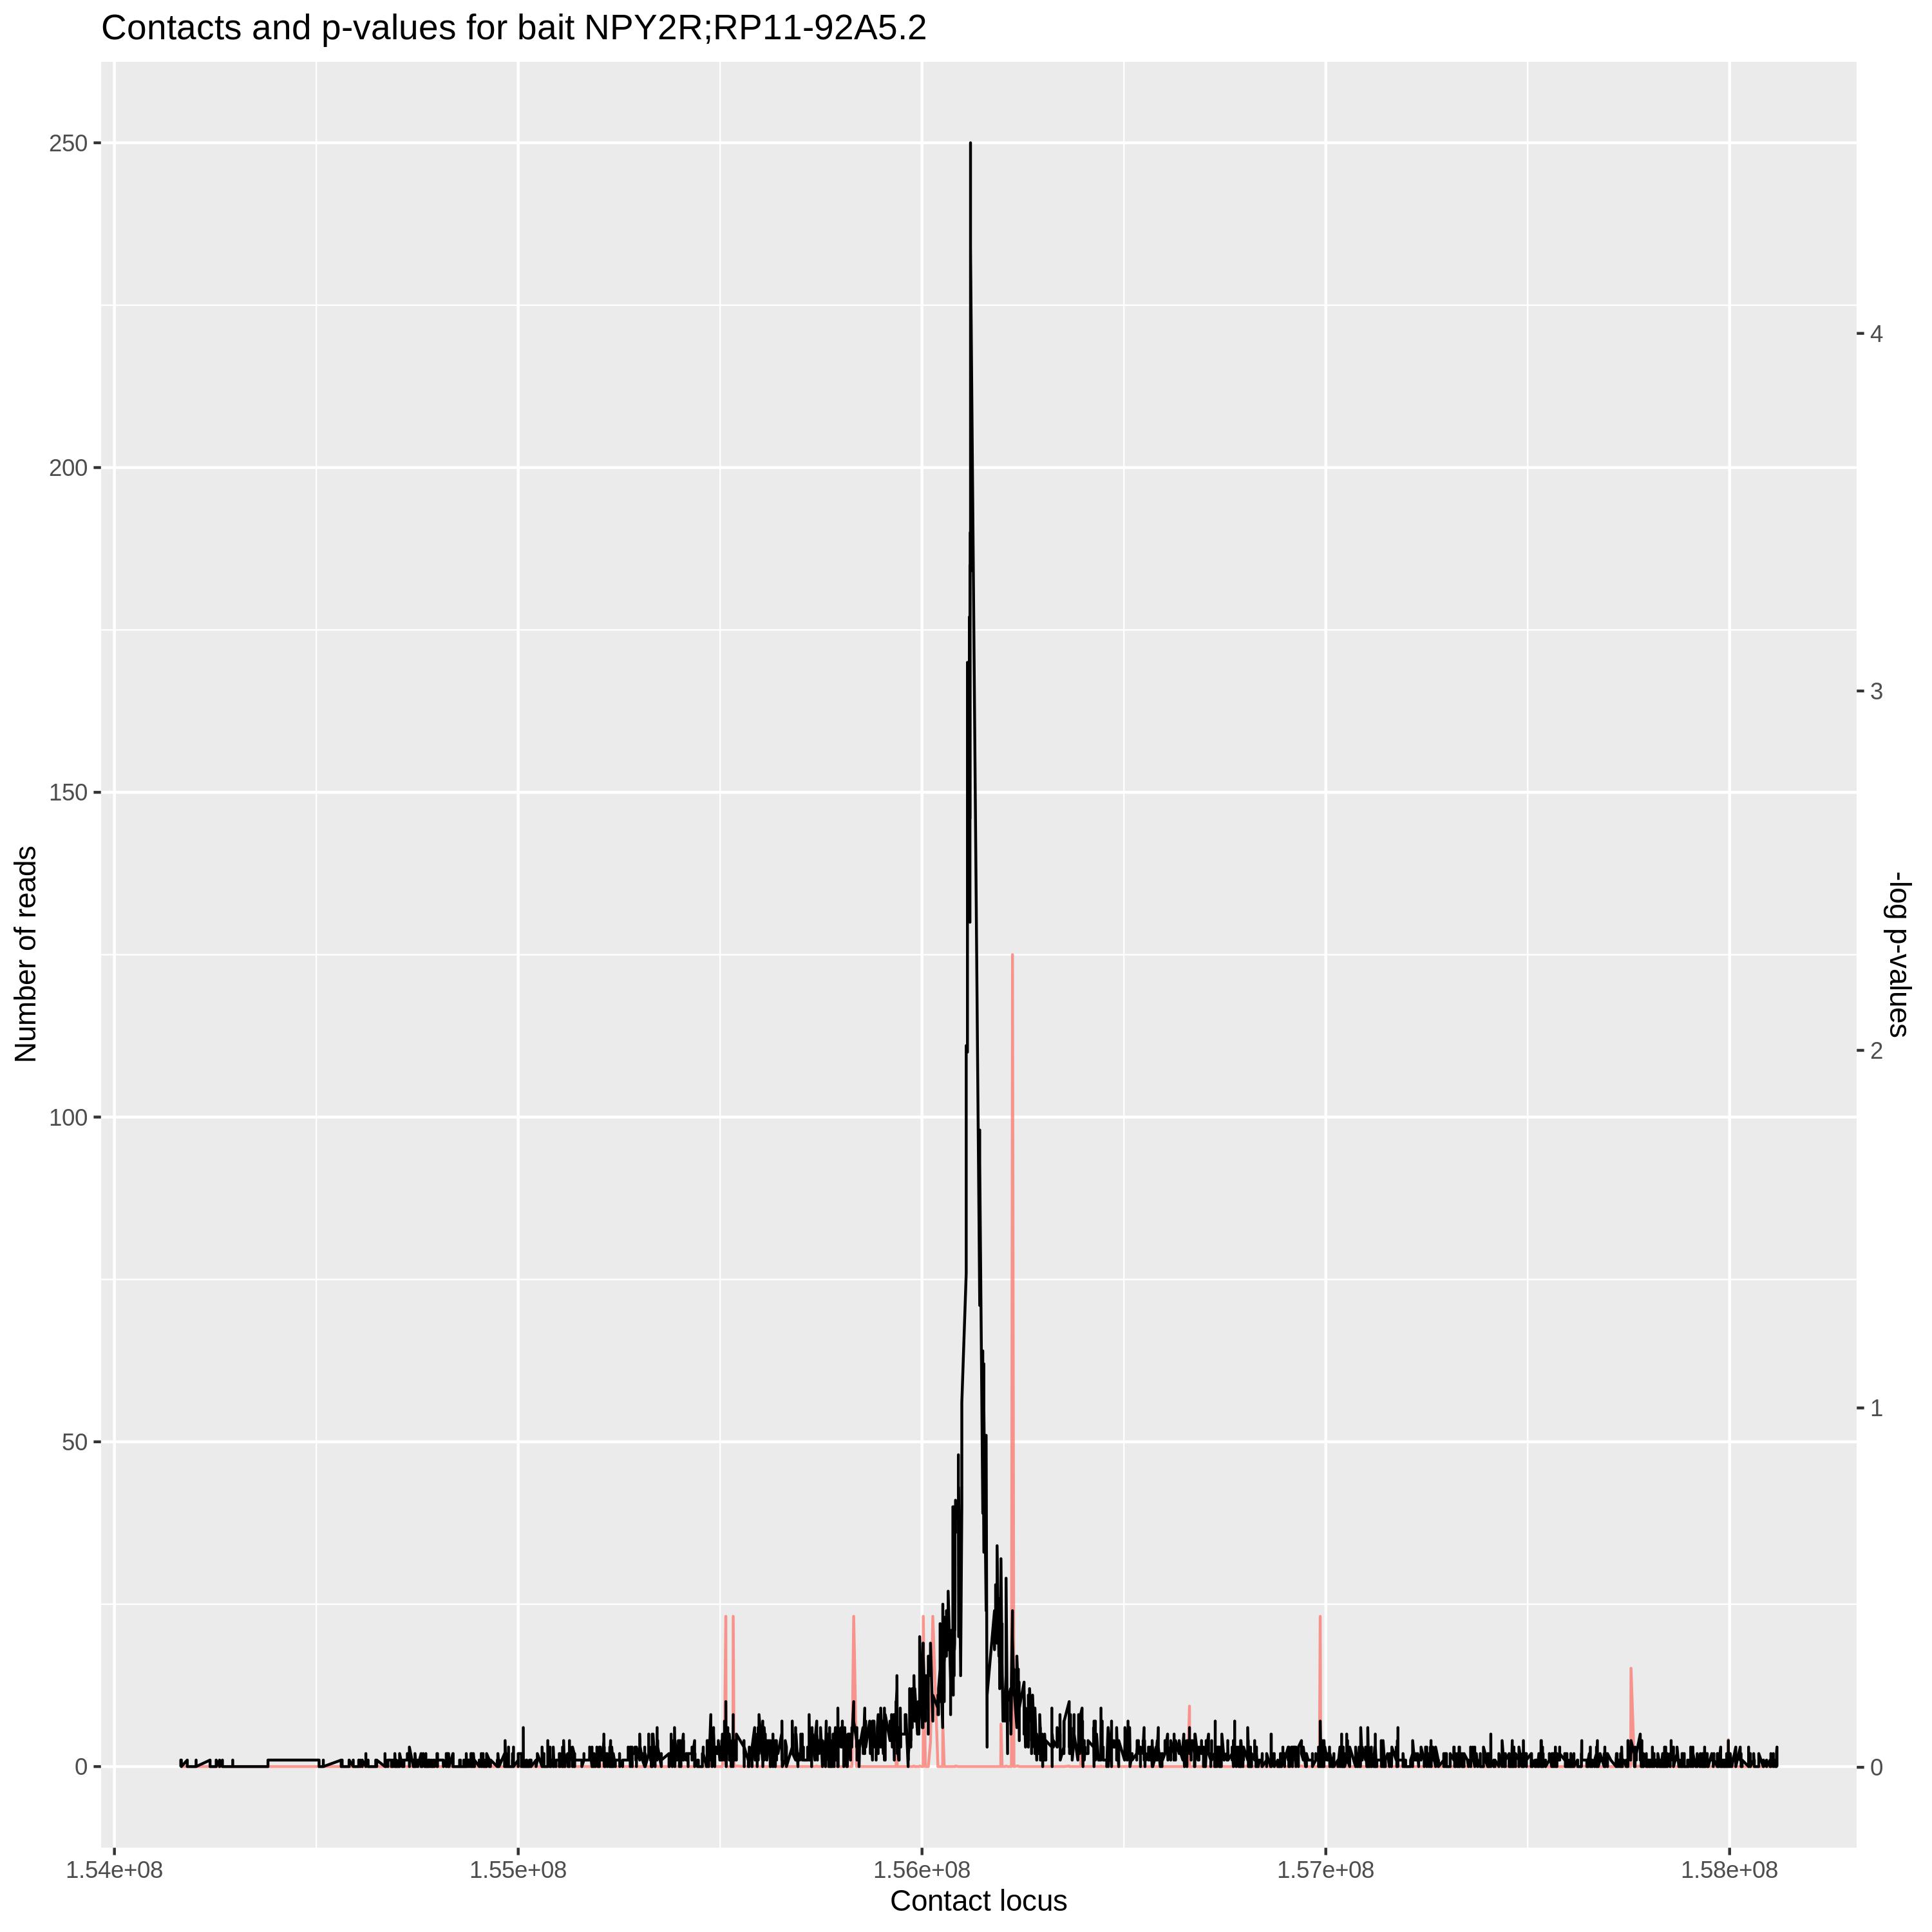 Contacts and p-values for bait NPY2R;RP11-92A5.2
250
200
150
100
50
0
Number of reads
4
3
2
1
0
-log p-values
1.54e+08
1.55e+08
1.56e+08
1.57e+08
1.58e+08
Contact locus